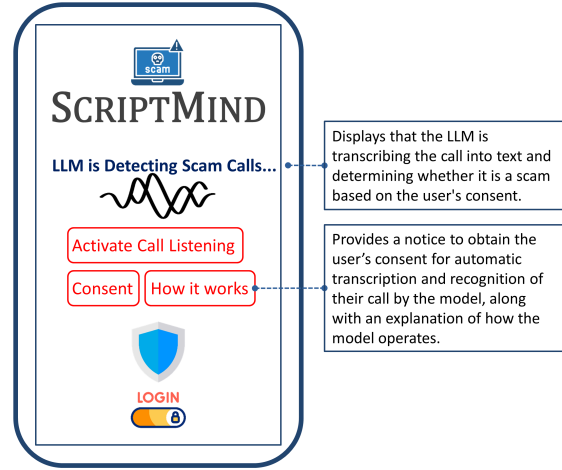 scam
SCRIPTMIND
LLM is Detecting Scam Calls...
Activate Call Listening
Consent
How it works
LOGIN
Displays that the LLM is
transcribing the call into text and
determining whether it is a scam
based on the user's consent.
Provides a notice to obtain the
user’s consent for automatic
transcription and recognition of
their call by the model, along
with an explanation of how the
model operates.